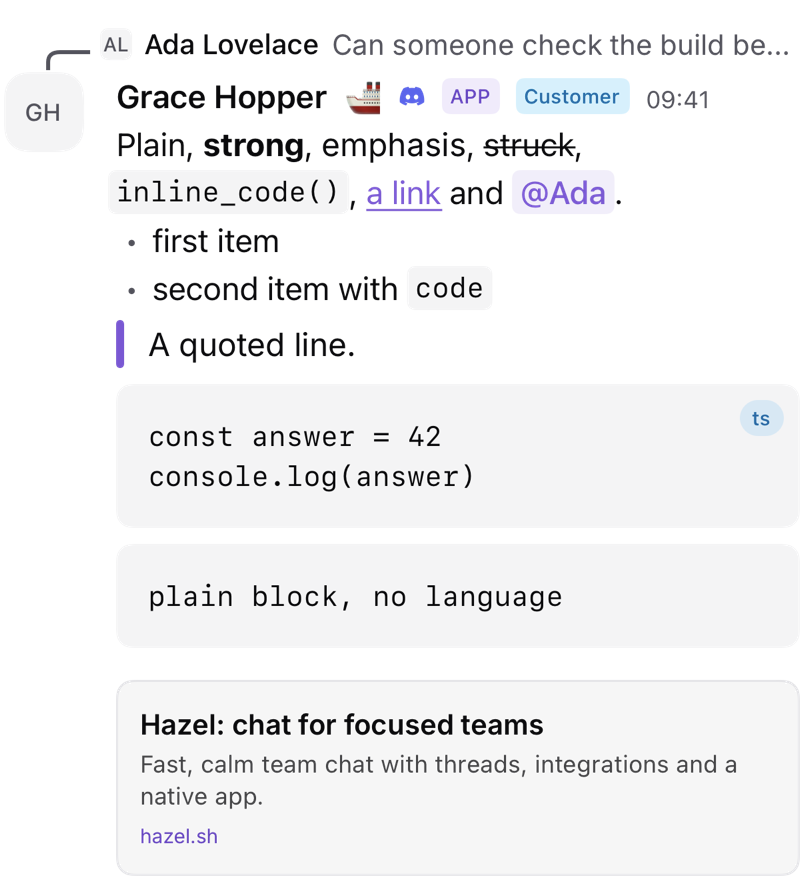 AL Ada Lovelace Can someone check the build be...
GH
Grace Hopper APP Customer 09:41
Plain, strong, emphasis, struck,
inline_code(), a link and @Ada.
• first item
• second item with code
A quoted line.
ts
const answer = 42
console.log(answer)
plain block, no language
Hazel: chat for focused teams
Fast, calm team chat with threads, integrations and a
native app.
hazel.sh